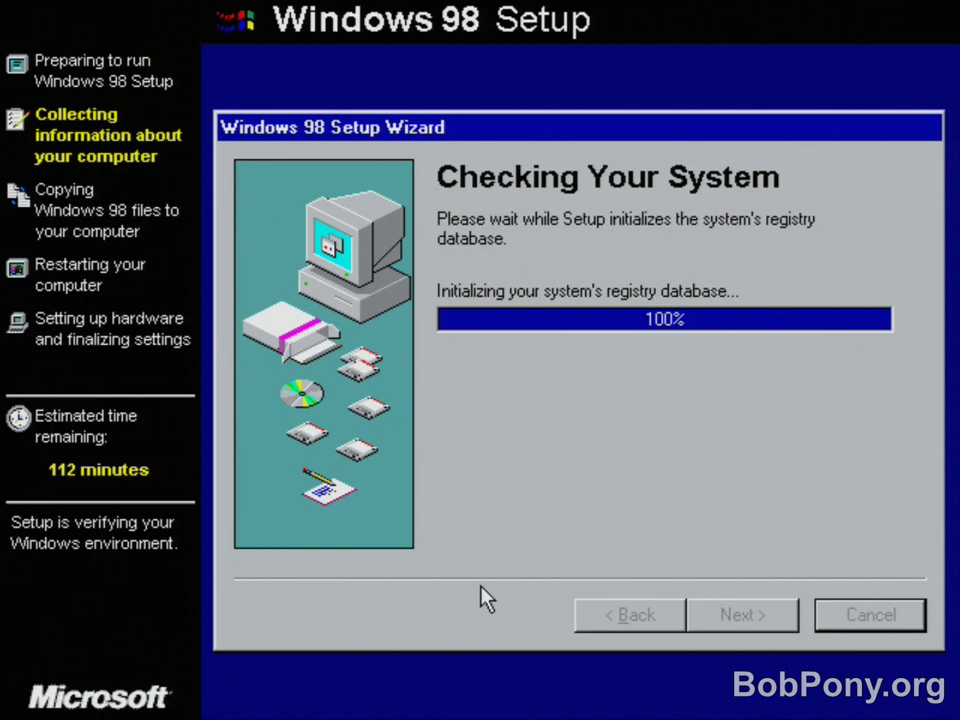 Windows 98 Setup
Preparing to run
Windows 98 Setup
Collecting
information about
your computer
Copying
Windows 98 files to
your computer
Restarting your
computer
Setting up hardware
and finalizing settings
Estimated time
remaining:
112 minutes
Setup is verifying your
Windows environment.
Microsoft
Windows 98 Setup Wizard
Checking Your System
Please wait while Setup initializes the system's registry
database.
Initializing your system's registry database...
100%
< Back
Next >
Cancel
BobPony.org